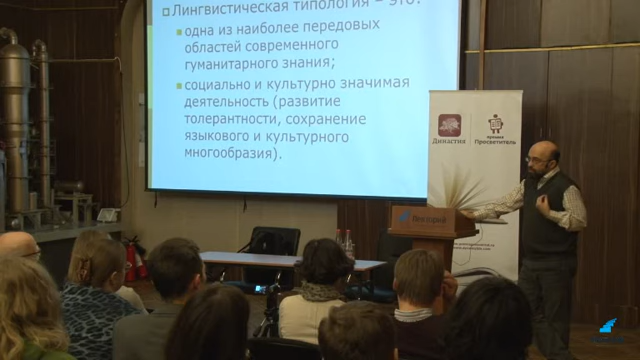 Лингвистическая типология – это:
одна из наиболее передовых
областей современного
гуманитарного знания;
социально и культурно значимая
деятельность (развитие
толерантности, сохранение
языкового и культурного
многообразия).
Династия
Просветитель
Лекторий